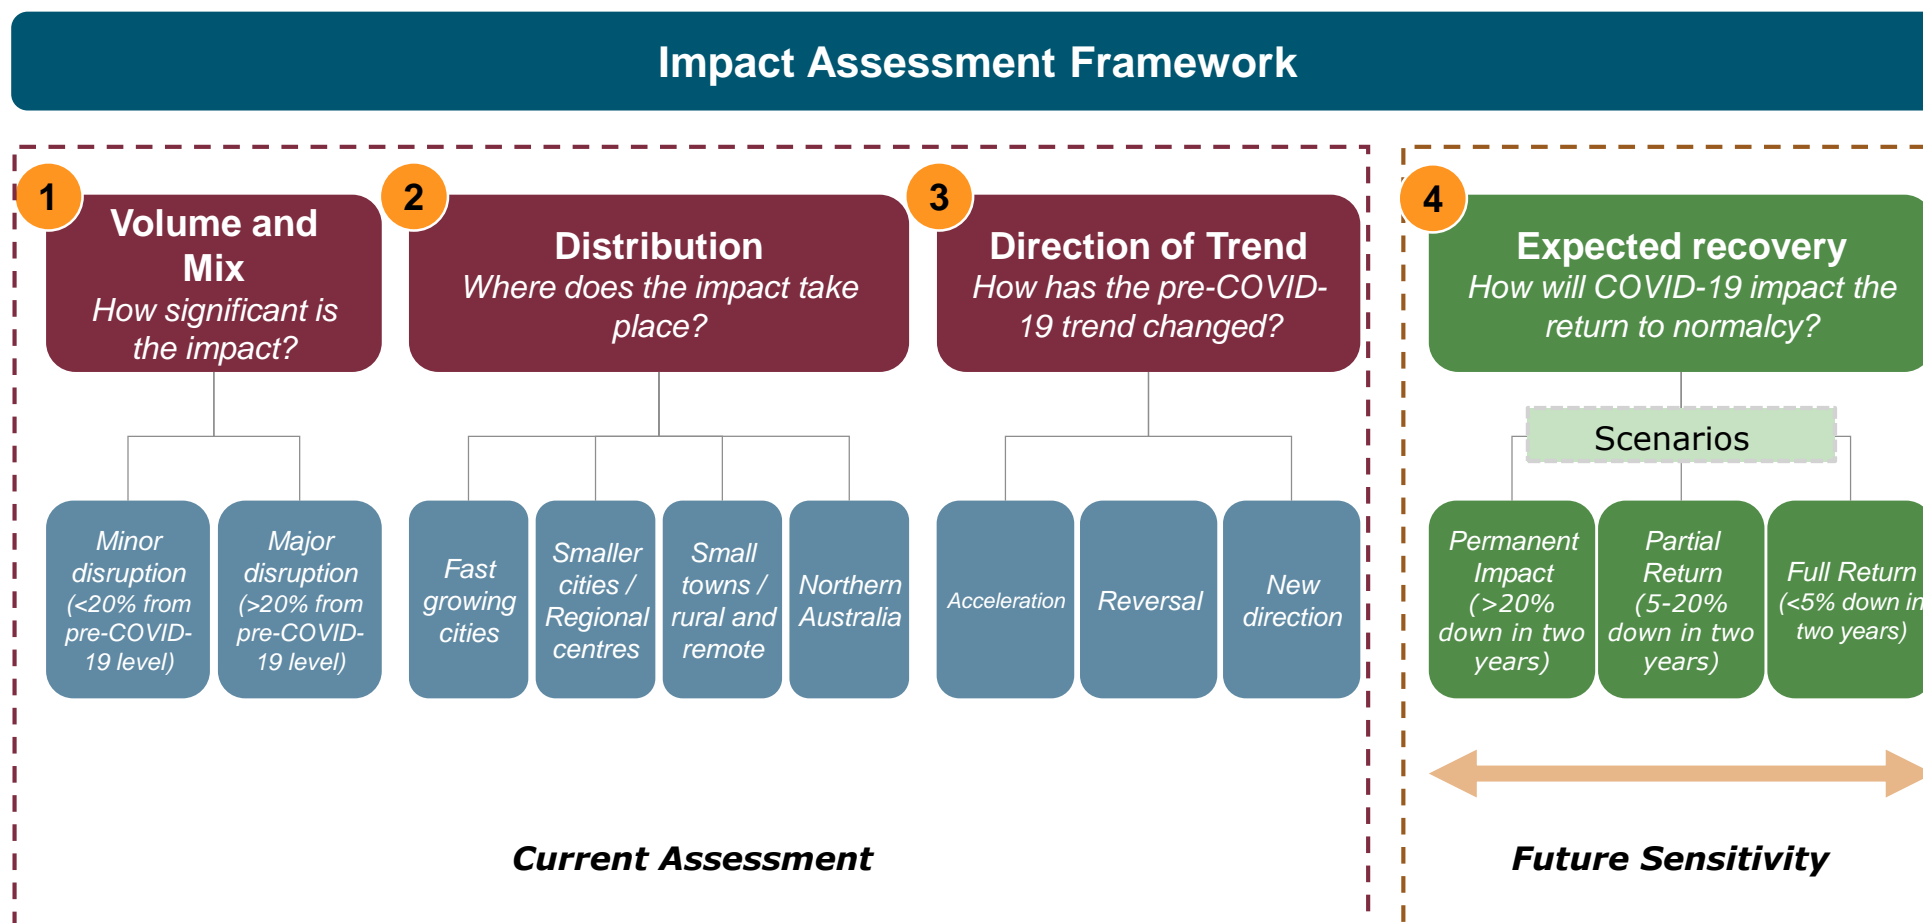 Impact Assessment Framework
1
Volume and
Mix
How significant is
the impact?
2
Distribution
Where does the impact take
place?
3
Direction of Trend
How has the pre-COVID-
19 trend changed?
4
Expected recovery
How will COVID-19 impact the
return to normalcy?
Scenarios
Minor
disruption
(<20% from
pre-COVID-
19 level)
Major
disruption
(>20% from
pre-COVID-
19 level)
Fast
growing
cities
Smaller
cities /
Regional
centres
Small
towns /
rural and
remote
Northern
Australia
Acceleration
Reversal
New
direction
Permanent
Impact
(>20%
down in two
years)
Partial
Return
(5-20%
down in two
years)
Full Return
(<5% down in
two years)
Current Assessment
Future Sensitivity